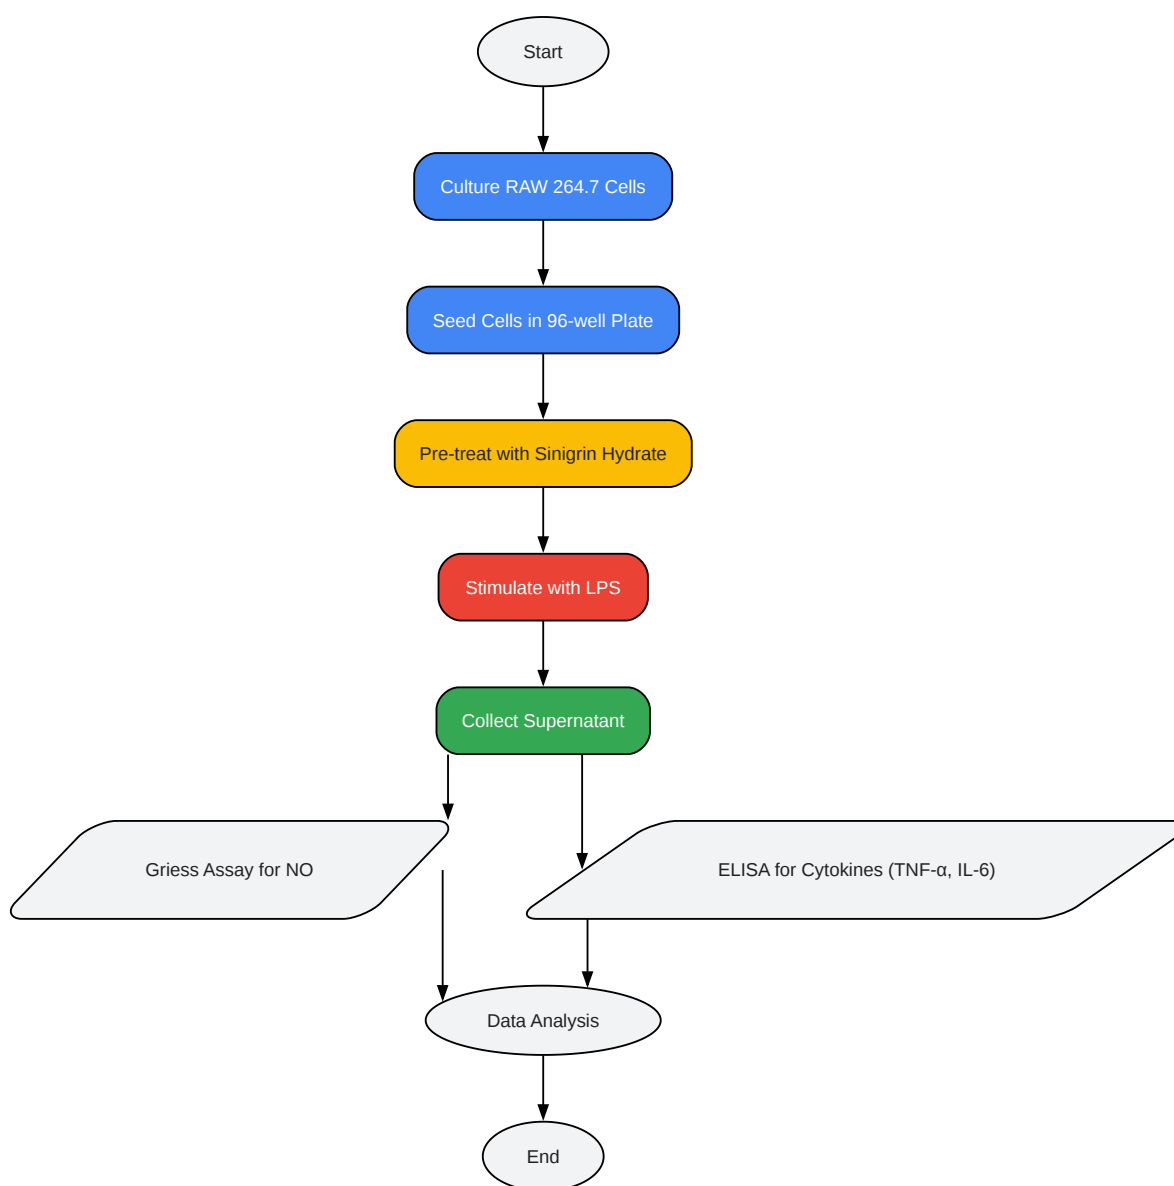 Start
Culture RAW 264.7 Cells
Seed Cells in 96-well Plate
Pre-treat with Sinigrin Hydrate
Stimulate with LPS
Collect Supernatant
Griess Assay for NO
ELISA for Cytokines (TNF-α, IL-6)
Data Analysis
End